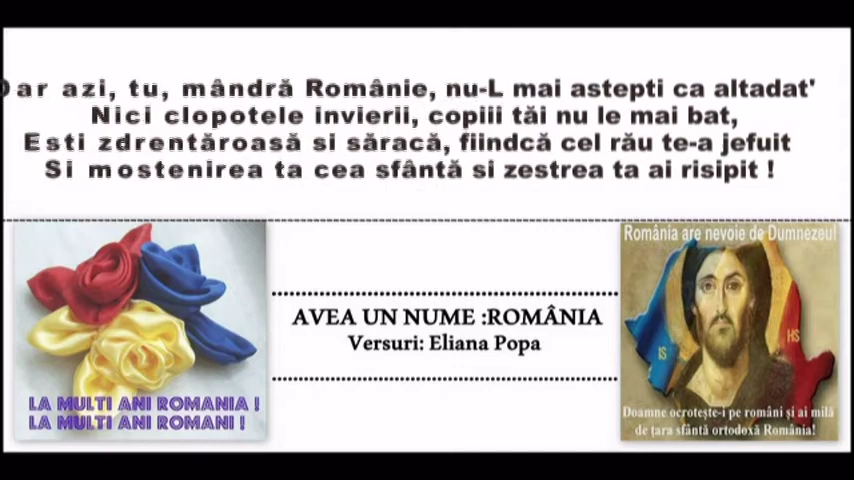 Dar azi, tu, mândră Românie, nu-L mai astepti ca altadat'
Nici clopotele invierii, copiii tăi nu le mai bat,
Esti zdrentăroasă si săracă, fiindcă cel rău te-a jefuit
Si mostenirea ta cea sfântă si zestrea ta ai risipit !
România are nevoie de Dumnezeu!
IS
HS
AVEA UN NUME :ROMÂNIA
Versuri: Eliana Popa
LA MULTI ANI ROMANIA !
LA MULTI ANI ROMANI !
Doamne ocrotește-i pe români și ai milă
de țara sfântă ortodoxă România!